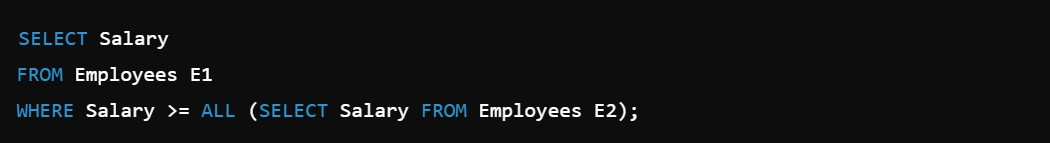 SELECT Salary
FROM Employees E1
WHERE Salary >= ALL (SELECT Salary FROM Employees E2);